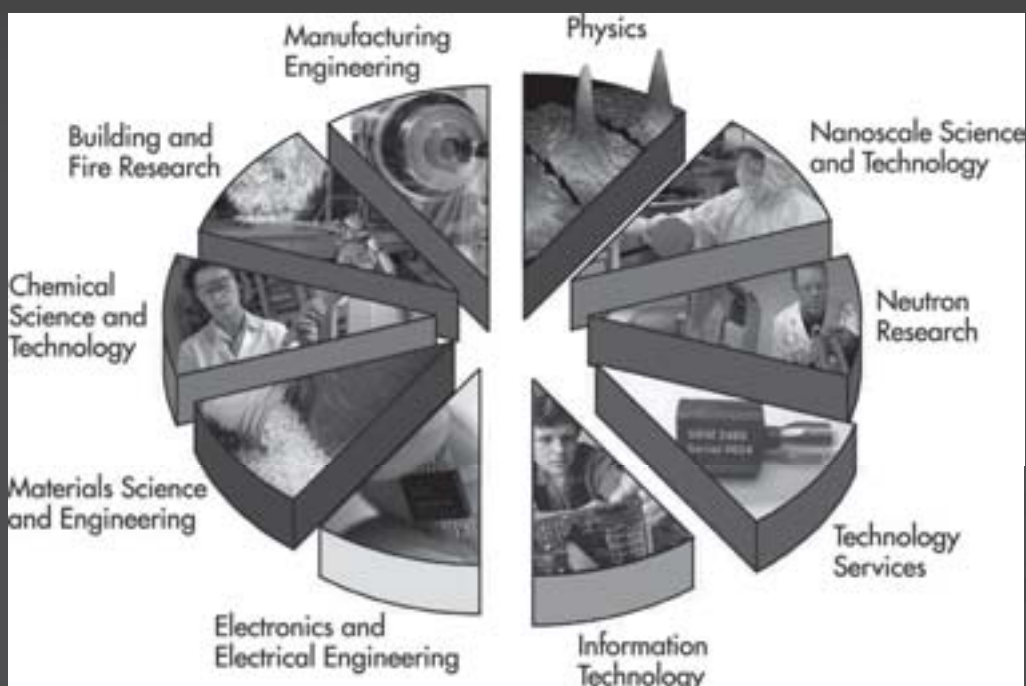 Physics
Manufacturing
Engineering
Nanoscale Science
and Technology
Building and
Fire Research
Neutron
Research
Chemical
Science and
Technology
Technology
Services
Materials Science
and Engineering
Information
Technology
Electronics and
Electrical Engineering